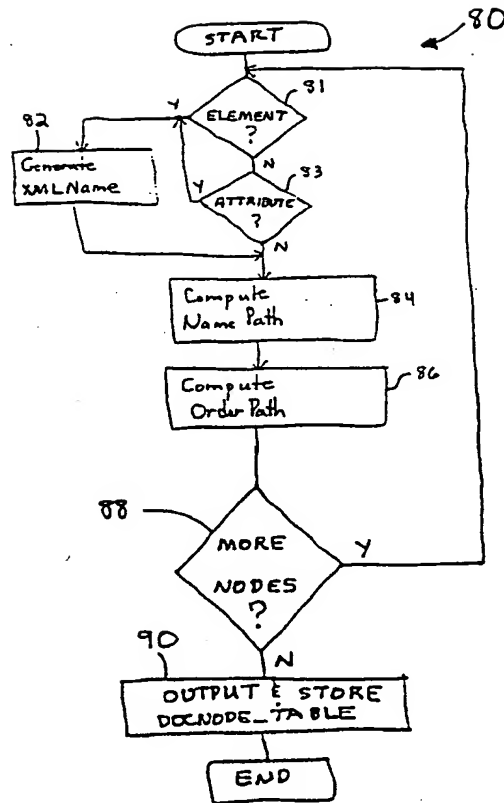 START
80
81
ELEMENT
?
Y
N
82
Generate
XMLName
83
ATTRIBUTE
?
Y
N
Compute
Name Path
84
Compute
Order Path
86
88
MORE
NODES
?
Y
N
90
OUTPUT & STORE
DOCNODE_TABLE
END